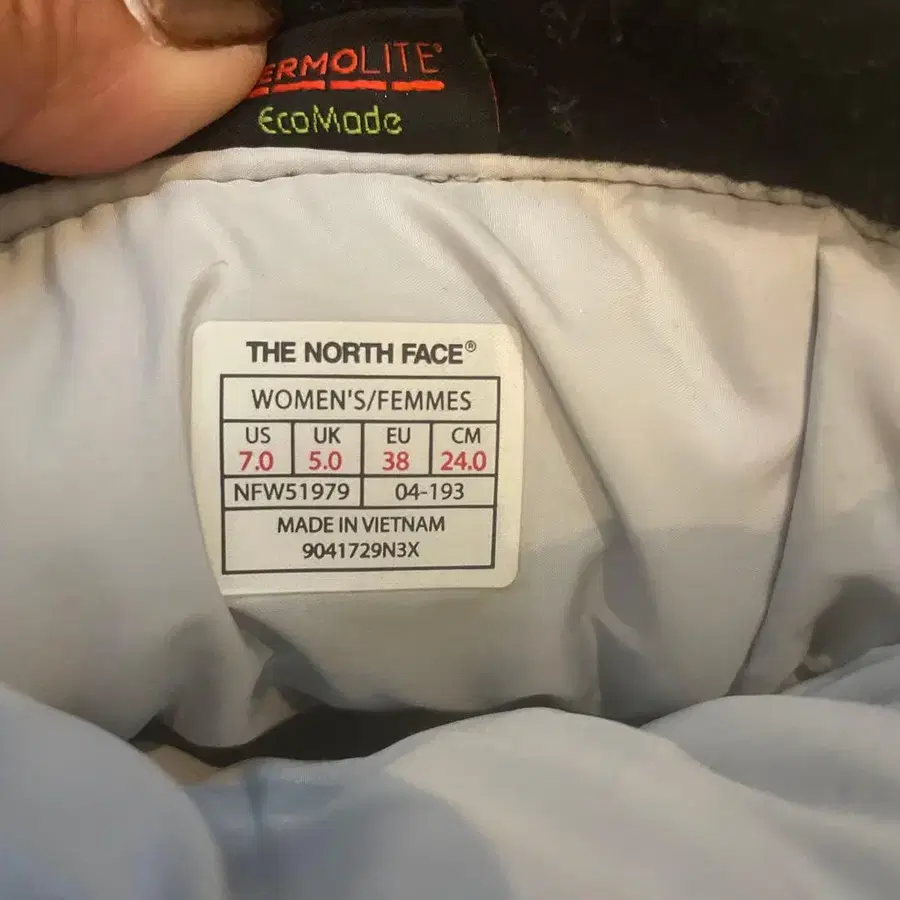 ERMOLITE®
EcoMade
THE NORTH FACE®
WOMEN'S/FEMMES
US UK EU CM
7.0 5.0 38 24.0
NFW51979 04-193
MADE IN VIETNAM
9041729N3X